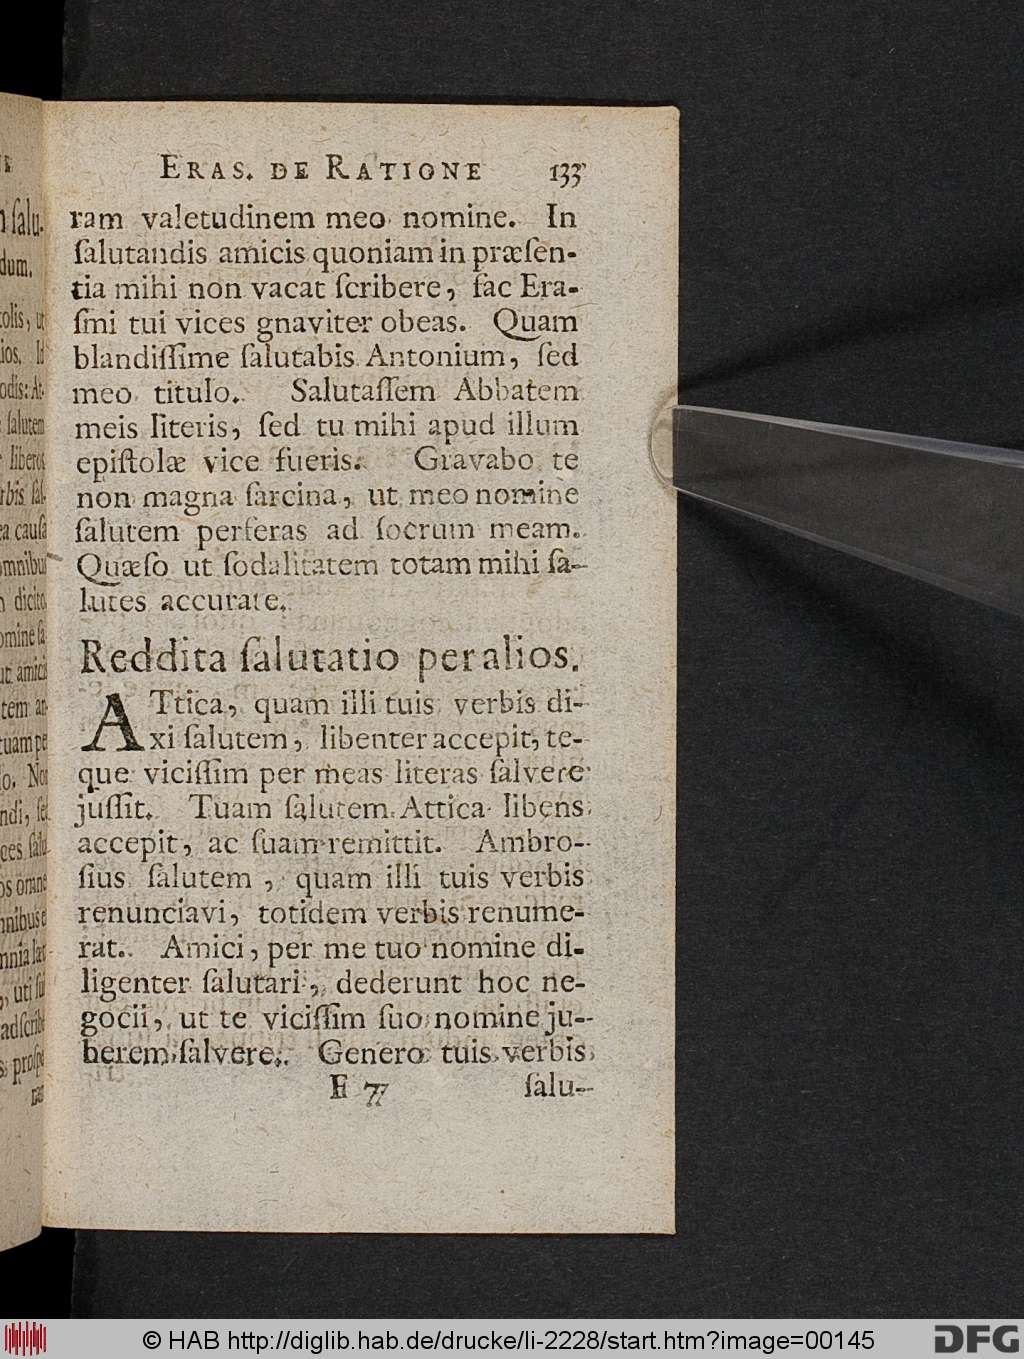 ERAS. DE RATIONE 133
ram valetudinem meo nomine. In
ſalutandis amicis quoniam in præſen-
tia mihi non vacat ſcribere, fac Era-
ſmi tui vices gnaviter obeas. Quam
blandiſſime ſalutabis Antonium, ſed
meo titulo. Salutaſſem Abbatem
meis literis, ſed tu mihi apud illum
epiſtolæ vice fueris. Gravabo te
non magna ſarcina, ut meo nomine
ſalutem perferas ad ſocrum meam.
Quæſo ut ſodalitatem totam mihi ſa-
lutes accurate.
Reddita ſalutatio per alios.
ATtica, quam illi tuis verbis di-
xi ſalutem, libenter accepit, te-
que viciſſim per meas literas ſalvere
juſſit. Tuam ſalutem Attica libens
accepit, ac ſuam remittit. Ambro-
ſius ſalutem, quam illi tuis verbis
renunciavi, totidem verbis renume-
rat. Amici, per me tuo nomine di-
ligenter ſalutari, dederunt hoc ne-
gocii, ut te viciſſim ſuo nomine ju-
berem ſalvere. Genero tuis verbis
F 77 ſalu-
© HAB http://diglib.hab.de/drucke/li-2228/start.htm?image=00145
DFG